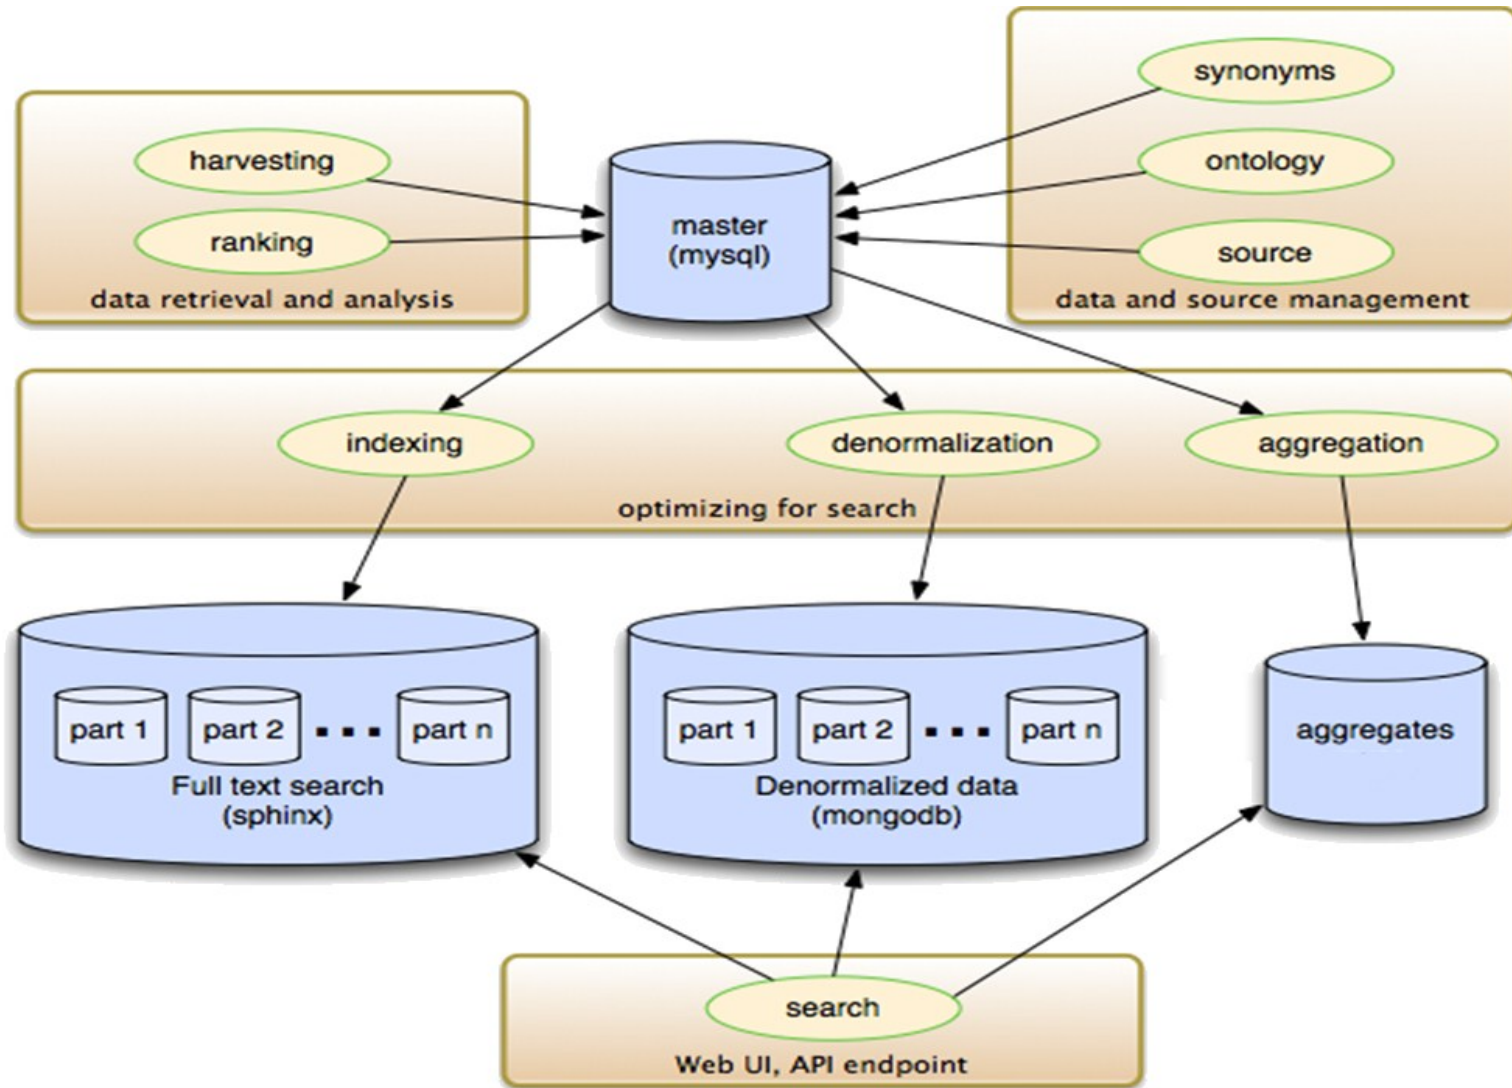 synonyms
harvesting
ontology
master
(mysql)
ranking
source
data retrieval and analysis
data and source management
indexing
denormalization
aggregation
optimizing for search
part 1
part 2
part n
Full text search
(sphinx)
part 1
part 2
part n
Denormalized data
(mongodb)
aggregates
search
Web UI, API endpoint